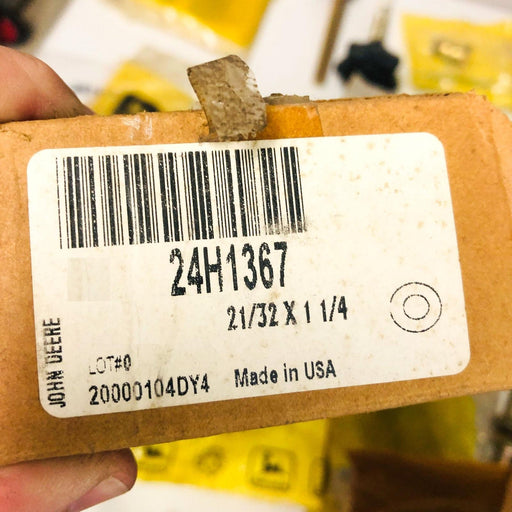 24H1367
21/32 X 1 1/4
JOHN DEERE
LOT#0
20000104DY4 Made in USA